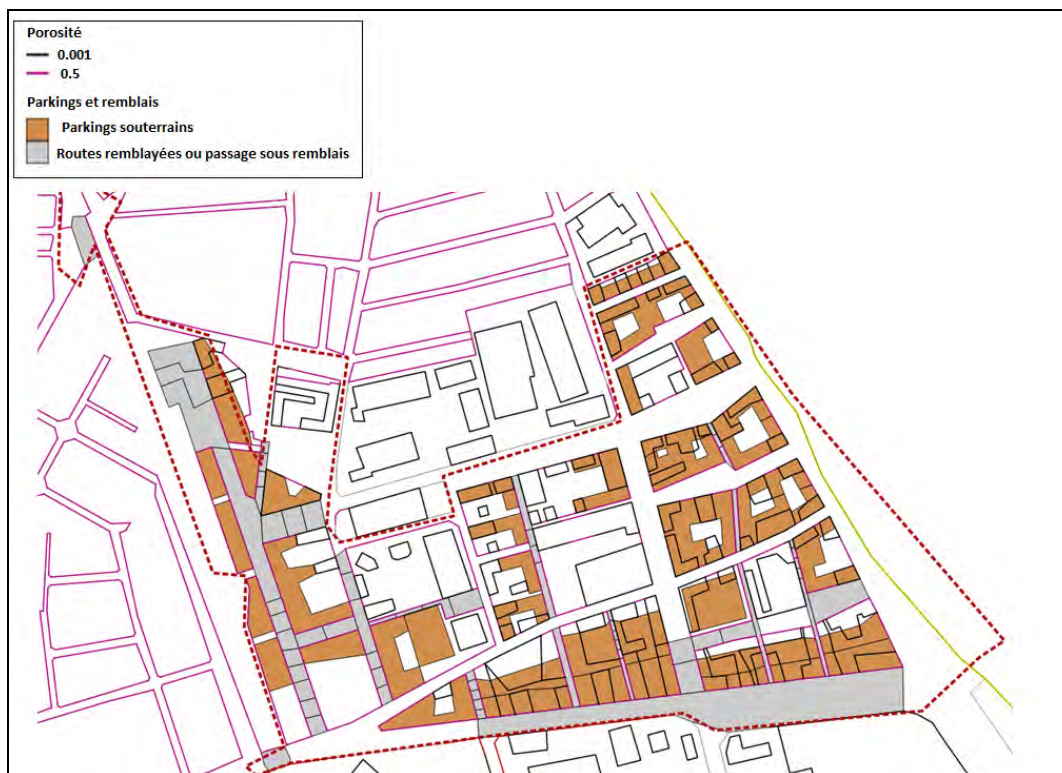 Porosité
0.001
0.5
Parkings et remblais
Parkings souterrains
Routes remblayées ou passage sous remblais